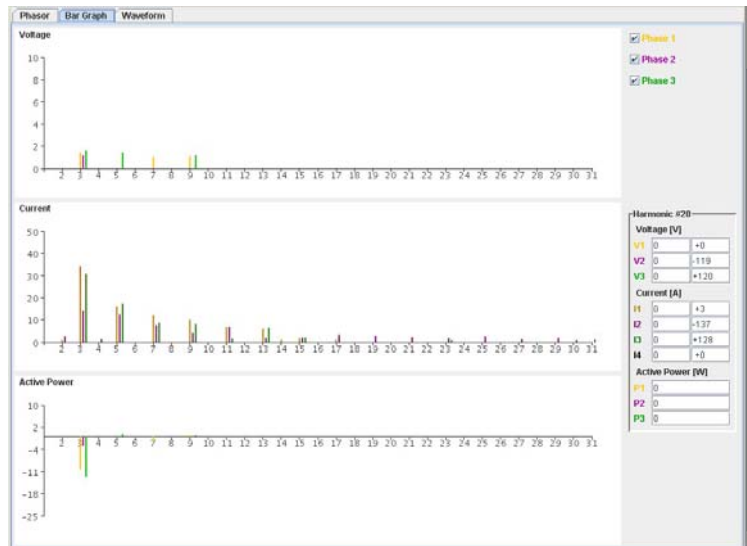 Phasor Bar Graph Waveform
Voltage
Phase 1
Phase 2
Phase 3
10
8
6
4
2
0
2 3 4 5 6 7 8 9 10 11 12 13 14 15 16 17 18 19 20 21 22 23 24 25 26 27 28 29 30 31
Current
50
40
30
20
10
0
2 3 4 5 6 7 8 9 10 11 12 13 14 15 16 17 18 19 20 21 22 23 24 25 26 27 28 29 30 31
Active Power
10
2
-4
-11
-18
-25
2 3 4 5 6 7 8 9 10 11 12 13 14 15 16 17 18 19 20 21 22 23 24 25 26 27 28 29 30 31
Harmonic #20
Voltage [V]
V1 0 +0
V2 0 -119
V3 0 +120
Current [A]
I1 0 +3
I2 0 -137
I3 0 +128
I4 0 +0
Active Power [W]
P1 0
P2 0
P3 0